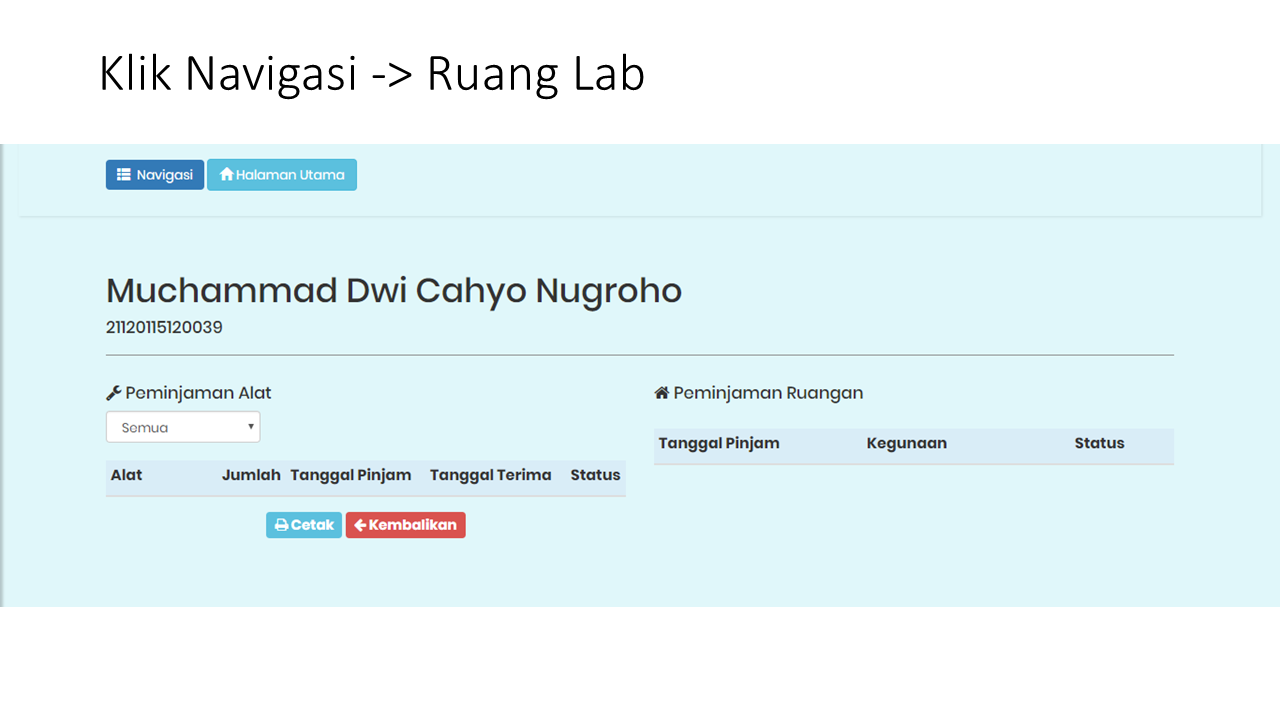 Klik Navigasi -> Ruang Lab
Navigasi Halaman Utama
Muchammad Dwi Cahyo Nugroho
21120115120039
Peminjaman Alat
Semua
Alat Jumlah Tanggal Pinjam Tanggal Terima Status
Cetak Kembalikan
Peminjaman Ruangan
Tanggal Pinjam Kegunaan Status